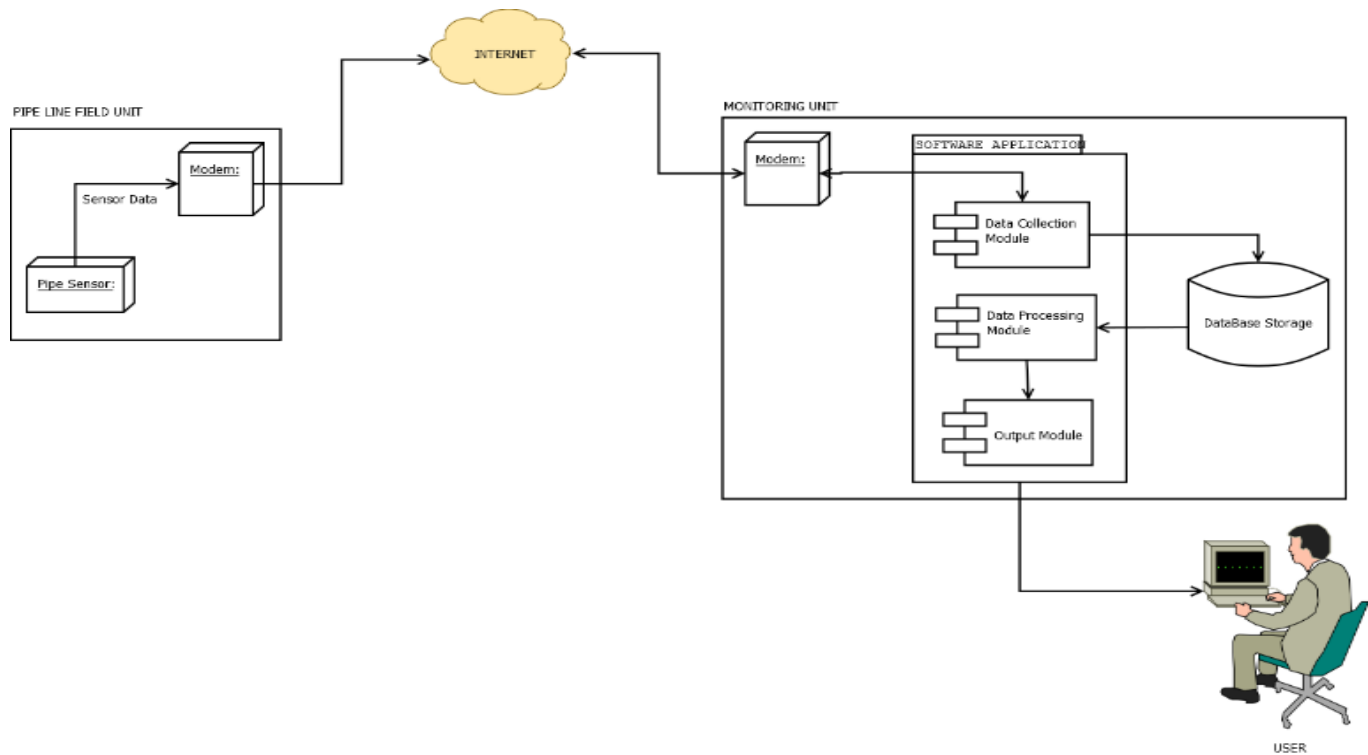 INTERNET
PIPE LINE FIELD UNIT
Modem:
Sensor Data
Pipe Sensor:
MONITORING UNIT
Modem:
SOFTWARE APPLICATION
Data Collection
Module
Data Processing
Module
DataBase Storage
Output Module
USER